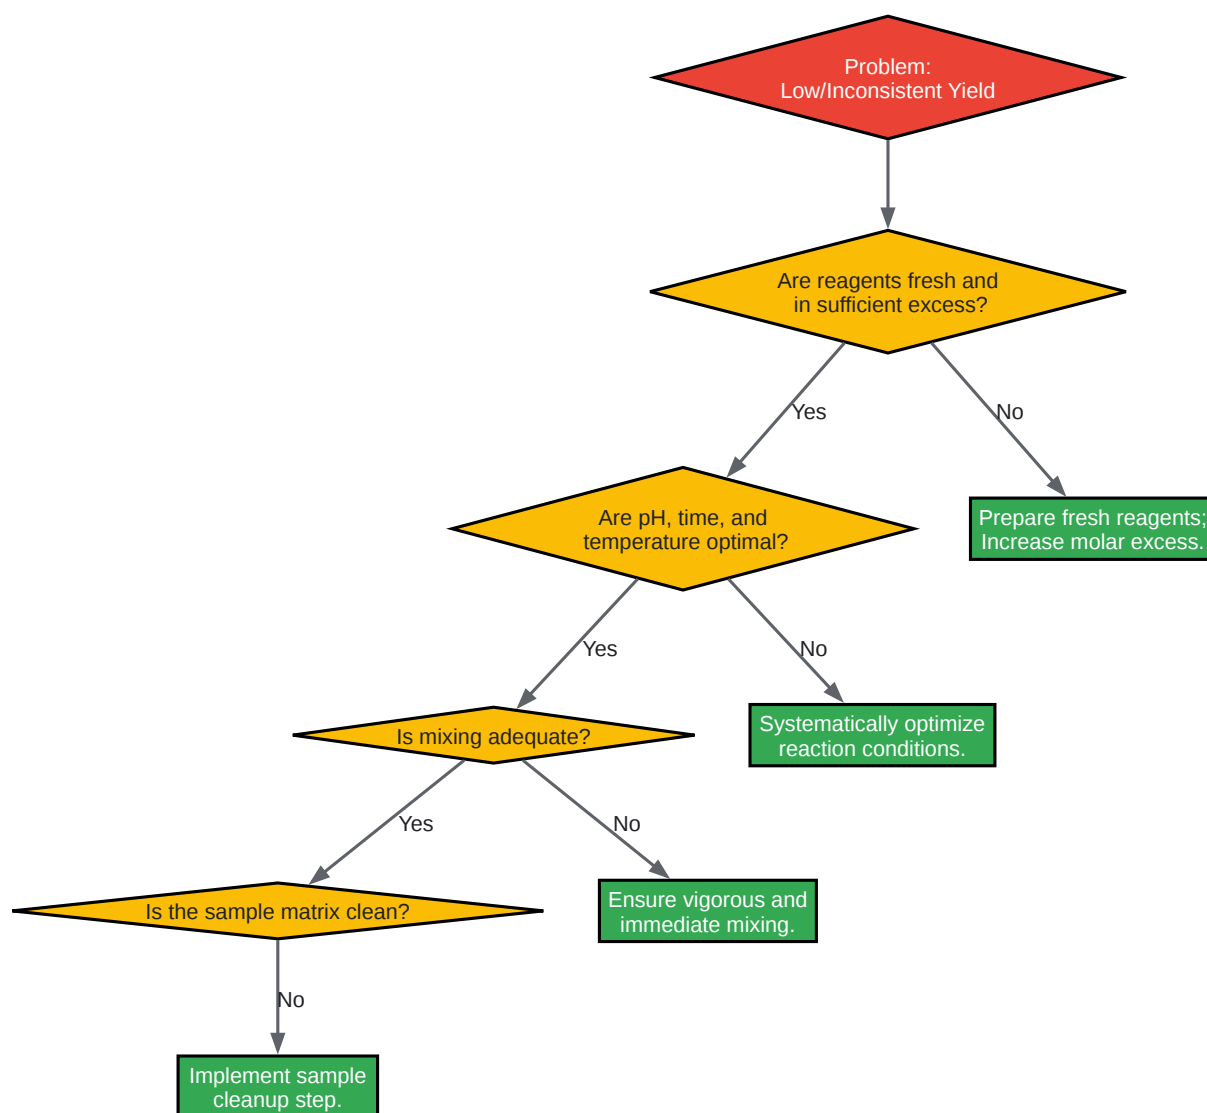 Problem:
Low/Inconsistent Yield
Are reagents fresh and
in sufficient excess?
Yes
No
Are pH, time, and
temperature optimal?
Prepare fresh reagents;
Increase molar excess.
Yes
No
Is mixing adequate?
Systematically optimize
reaction conditions.
Yes
No
Is the sample matrix clean?
Ensure vigorous and
immediate mixing.
No
Implement sample
cleanup step.